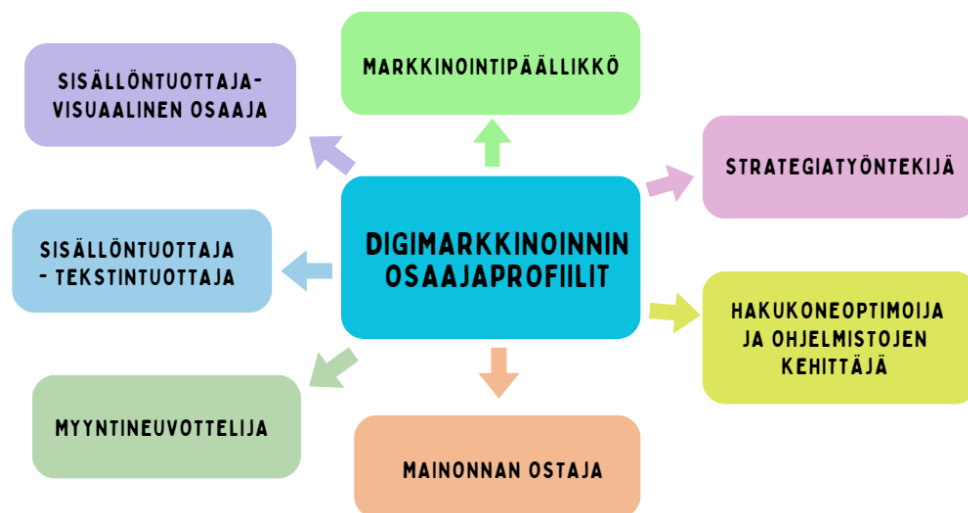 SISÄLLÖNTUOTTAJA-
VISUAALINEN OSAAJA
MARKKINOINTIPÄÄLLIKKÖ
STRATEGIATYÖNTEKIJÄ
DIGIMARKKINOINNIN
OSAAJAPROFIILIT
SISÄLLÖNTUOTTAJA
- TEKSTINTUOTTAJA
HAKUKONEOPTIMOIJA
JA OHJELMISTOJEN
KEHITTÄJÄ
MYYNTINEUVOTTELIJA
MAINONNAN OSTAJA